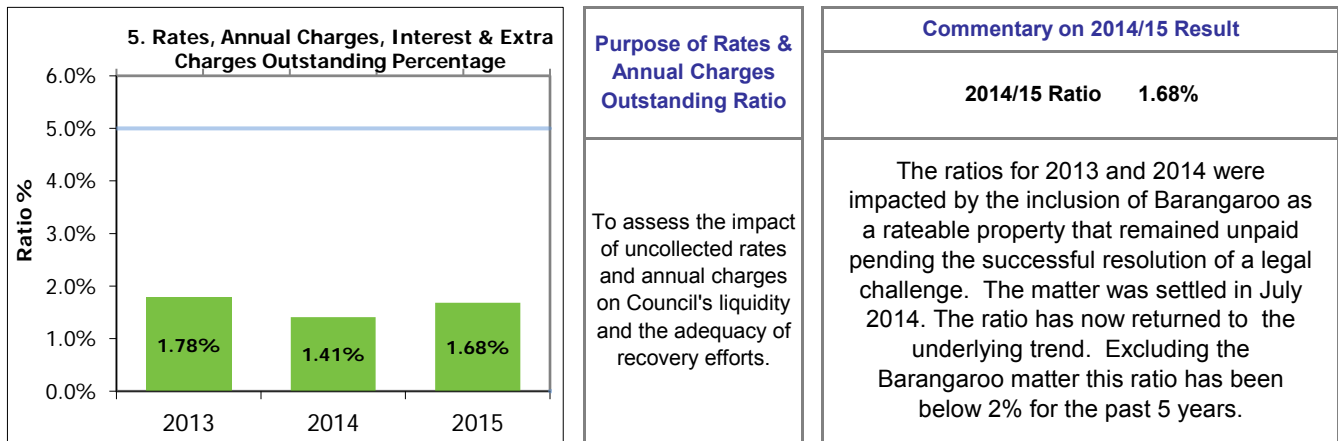 5. Rates, Annual Charges, Interest & Extra
Charges Outstanding Percentage
6.0%
5.0%
4.0%
3.0%
2.0%
1.0%
0.0%
Ratio %
1.78%
1.41%
1.68%
2013
2014
2015
Purpose of Rates &
Annual Charges
Outstanding Ratio
To assess the impact
of uncollected rates
and annual charges
on Council's liquidity
and the adequacy of
recovery efforts.
Commentary on 2014/15 Result
2014/15 Ratio 1.68%
The ratios for 2013 and 2014 were
impacted by the inclusion of Barangaroo as
a rateable property that remained unpaid
pending the successful resolution of a legal
challenge. The matter was settled in July
2014. The ratio has now returned to the
underlying trend. Excluding the
Barangaroo matter this ratio has been
below 2% for the past 5 years.